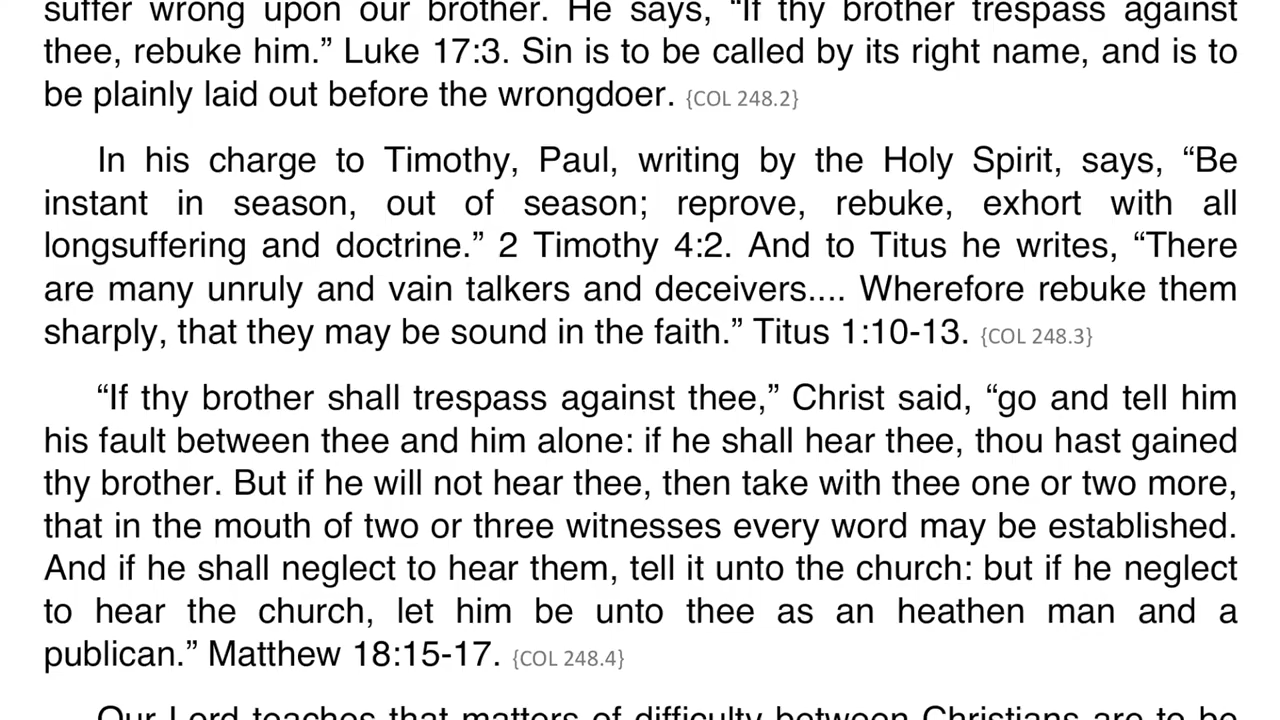 suffer wrong upon our brother. He says, “If thy brother trespass against
thee, rebuke him.” Luke 17:3. Sin is to be called by its right name, and is to
be plainly laid out before the wrongdoer. {COL 248.2}
In his charge to Timothy, Paul, writing by the Holy Spirit, says, “Be
instant in season, out of season; reprove, rebuke, exhort with all
longsuffering and doctrine.” 2 Timothy 4:2. And to Titus he writes, “There
are many unruly and vain talkers and deceivers.... Wherefore rebuke them
sharply, that they may be sound in the faith.” Titus 1:10-13. {COL 248.3}
“If thy brother shall trespass against thee,” Christ said, “go and tell him
his fault between thee and him alone: if he shall hear thee, thou hast gained
thy brother. But if he will not hear thee, then take with thee one or two more,
that in the mouth of two or three witnesses every word may be established.
And if he shall neglect to hear them, tell it unto the church: but if he neglect
to hear the church, let him be unto thee as an heathen man and a
publican.” Matthew 18:15-17. {COL 248.4}
Our Lord teaches that matters of difficulty between Christians are to be